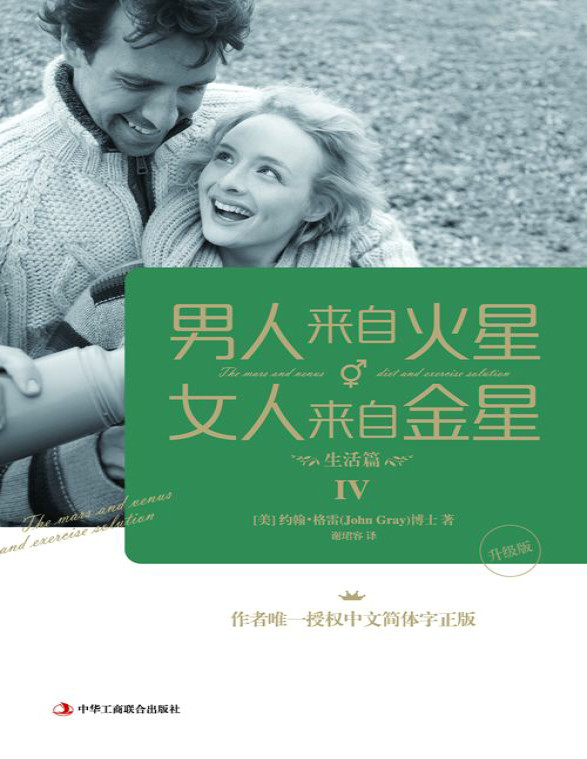 男人来自火星
The mars and venus diet and exercise solution
女人来自金星
生活篇
IV
[美]约翰·格雷(John Gray)博士 著
谢珺容 译
The mars and venus
and exercise solution
升级版
作者唯一授权中文简体字正版
中华工商联合出版社